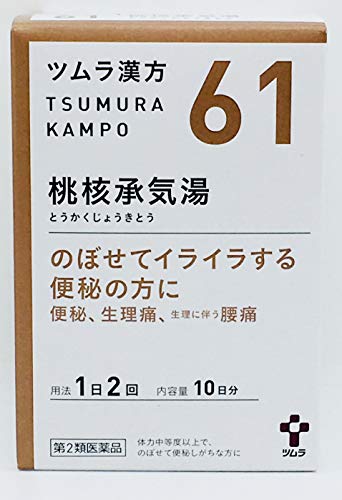 ツムラ漢方
TSUMURA
KAMPO
61
桃核承気湯
とうかくじょうきとう
のぼせてイライラする
便秘の方に
便秘、生理痛、生理に伴う腰痛
用法 1日2回 内容量 10日分
第2類医薬品
体力中等度以上で、
のぼせて便秘しがちな方に
ツムラ